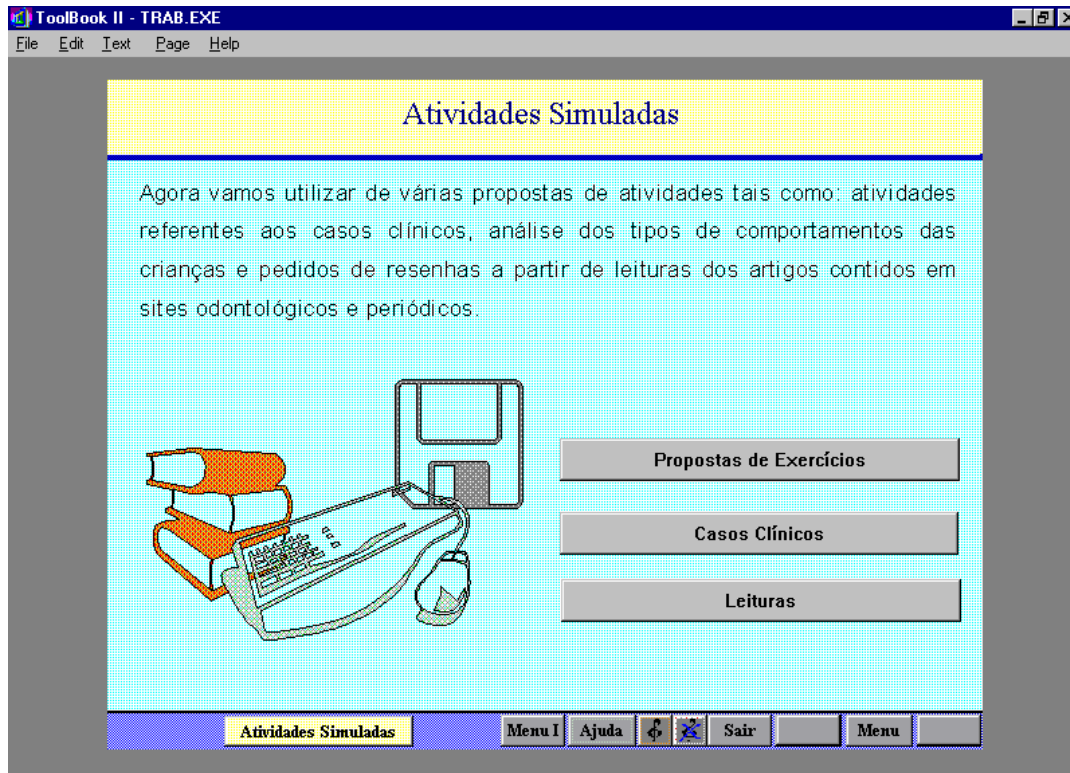 ToolBook II - TRAB.EXE
File Edit Text Page Help
Atividades Simuladas
Agora vamos utilizar de várias propostas de atividades tais como: atividades
referentes aos casos clínicos, análise dos tipos de comportamentos das
crianças e pedidos de resenhas a partir de leituras dos artigos contidos em
sites odontológicos e periódicos.
Propostas de Exercícios
Casos Clínicos
Leituras
Atividades Simuladas Menu I Ajuda Sair Menu